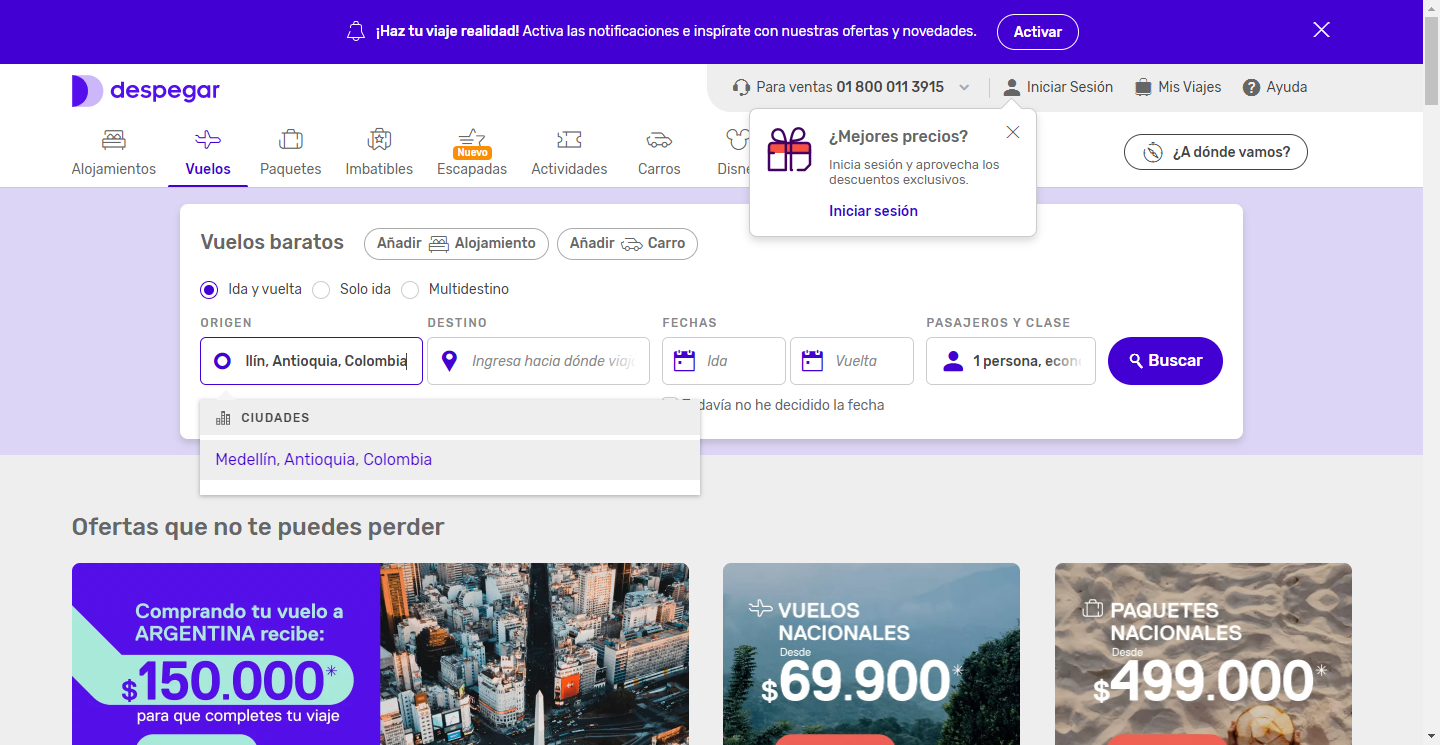 ¡Haz tu viaje realidad! Activa las notificaciones e inspírate con nuestras ofertas y novedades.
Activar
despegar
Para ventas 01 800 011 3915
Iniciar Sesión
Mis Viajes
Ayuda
Alojamientos
Vuelos
Paquetes
Imbatibles
Nuevo
Escapadas
Actividades
Carros
¿A dónde vamos?
¿Mejores precios?
Inicia sesión y aprovecha los
descuentos exclusivos.
Iniciar sesión
Vuelos baratos
Añadir Alojamiento
Añadir Carro
Ida y vuelta
Solo ida
Multidestino
ORIGEN
DESTINO
FECHAS
PASAJEROS Y CLASE
llín, Antioquia, Colombia
Ingresa hacia dónde
Ida
Vuelta
1 persona,
Buscar
no he decidido la fecha
CIUDADES
Medellín, Antioquia, Colombia
Ofertas que no te puedes perder
Comprando tu vuelo a
ARGENTINA recibe:
$150.000*
para que completes tu viaje
VUELOS
NACIONALES
Desde
$69.900*
PAQUETES
NACIONALES
Desde
$499.000*